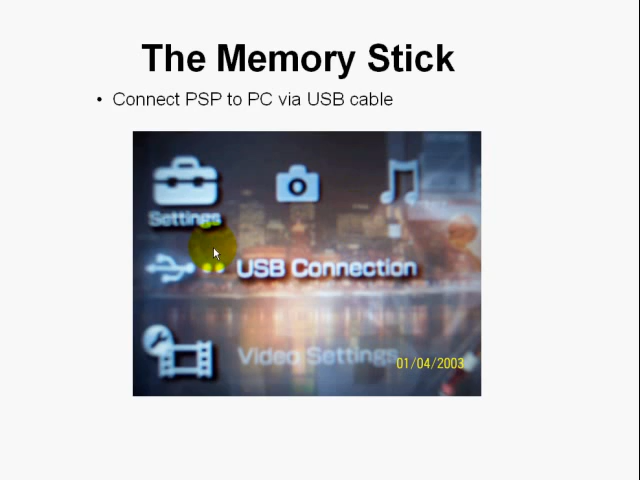 The Memory Stick
• Connect PSP to PC via USB cable
Settings
USB Connection
Video Settings
01/04/2003